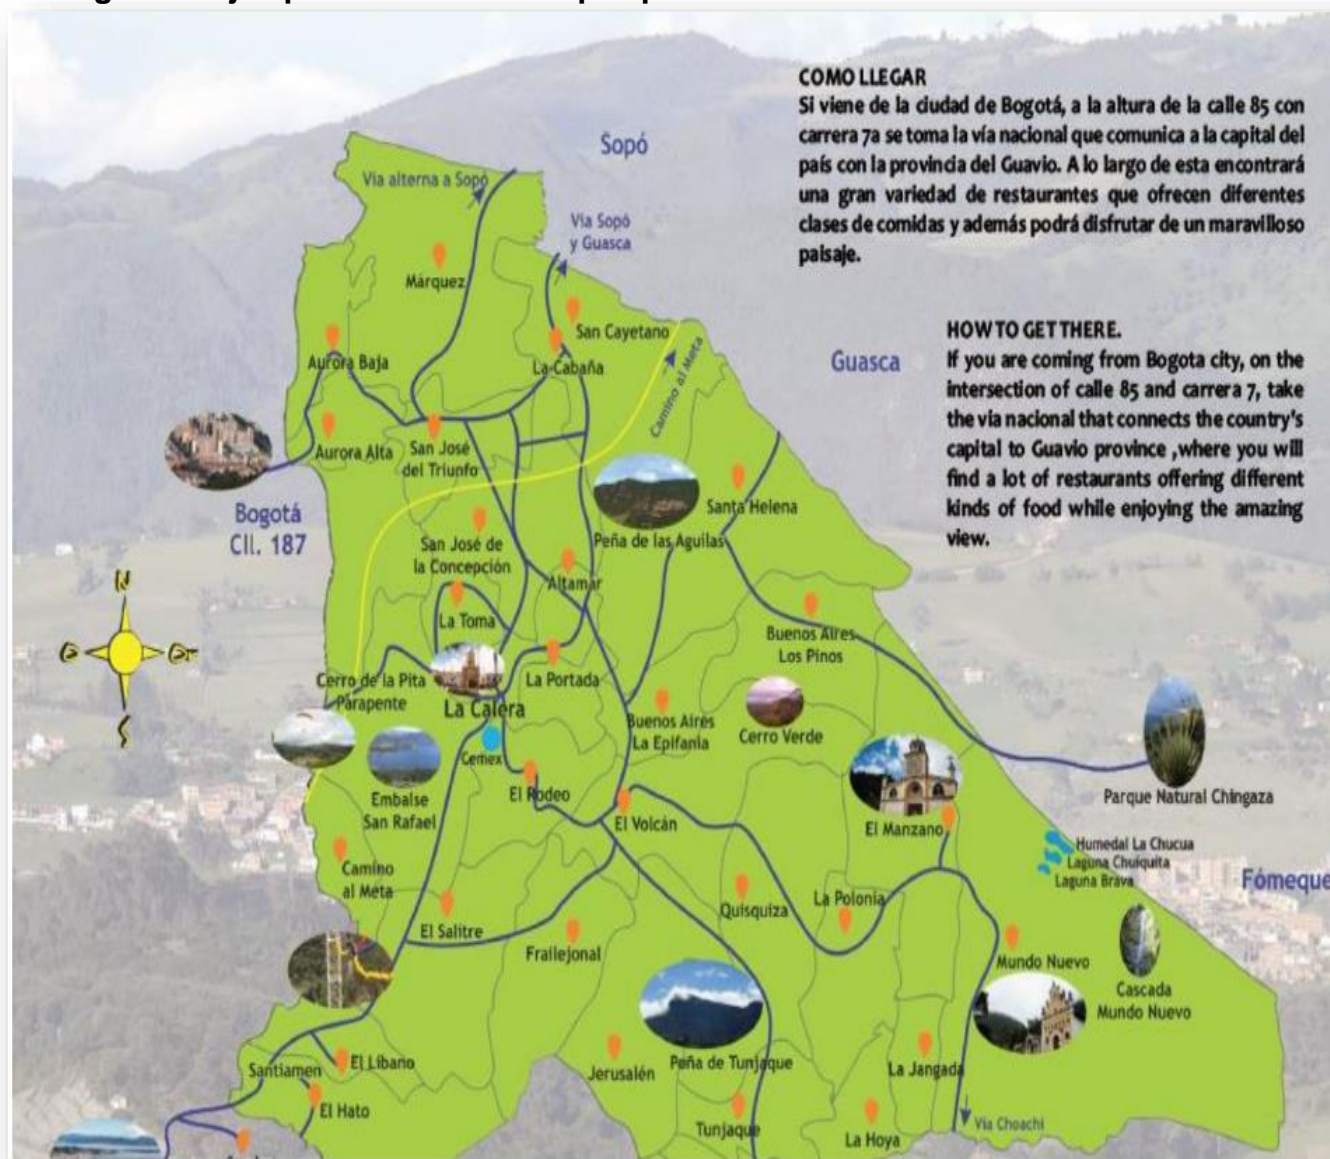 COMO LLEGAR
Si viene de la ciudad de Bogotá, a la altura de la calle 85 con
carrera 7a se toma la vía nacional que comunica a la capital del
país con la provincia del Guavio. A lo largo de esta encontrará
una gran variedad de restaurantes que ofrecen diferentes
clases de comidas y además podrá disfrutar de un maravilloso
paisaje.
HOW TO GET THERE.
If you are coming from Bogota city, on the
intersection of calle 85 and carrera 7, take
the via nacional that connects the country's
capital to Guavio province ,where you will
find a lot of restaurants offering different
kinds of food while enjoying the amazing
view.
Sopó
Vía alterna a Sopó
Vía Sopó
y Guasca
Márquez
San Cayetano
La Cabaña
Guasca
Camino al Meta
Aurora Baja
Aurora Alta
San José
del Triunfo
Bogotá
Cll. 187
Santa Helena
Peña de las Aguilas
San José de
la Concepción
Altamar
La Toma
N
S
Buenos Aires
Los Pinos
Cerro de la Pita
Parapente
La Portada
La Calera
Buenos Aires
La Epifania
Cerro Verde
Cemex
Embalse
San Rafael
El Rodeo
El Volcán
El Manzano
Parque Natural Chingaza
Humedal La Chucua
Laguna Chuiquita
Laguna Brava
Fómeque
Camino
al Meta
El Salitre
Frailejonal
Quisquiza
La Polonia
Mundo Nuevo
Cascada
Mundo Nuevo
Santiamen
El Líbano
El Hato
Jerusalén
Peña de Tunjaque
Tunjaque
La Jangada
La Hoya
Vía Choachi